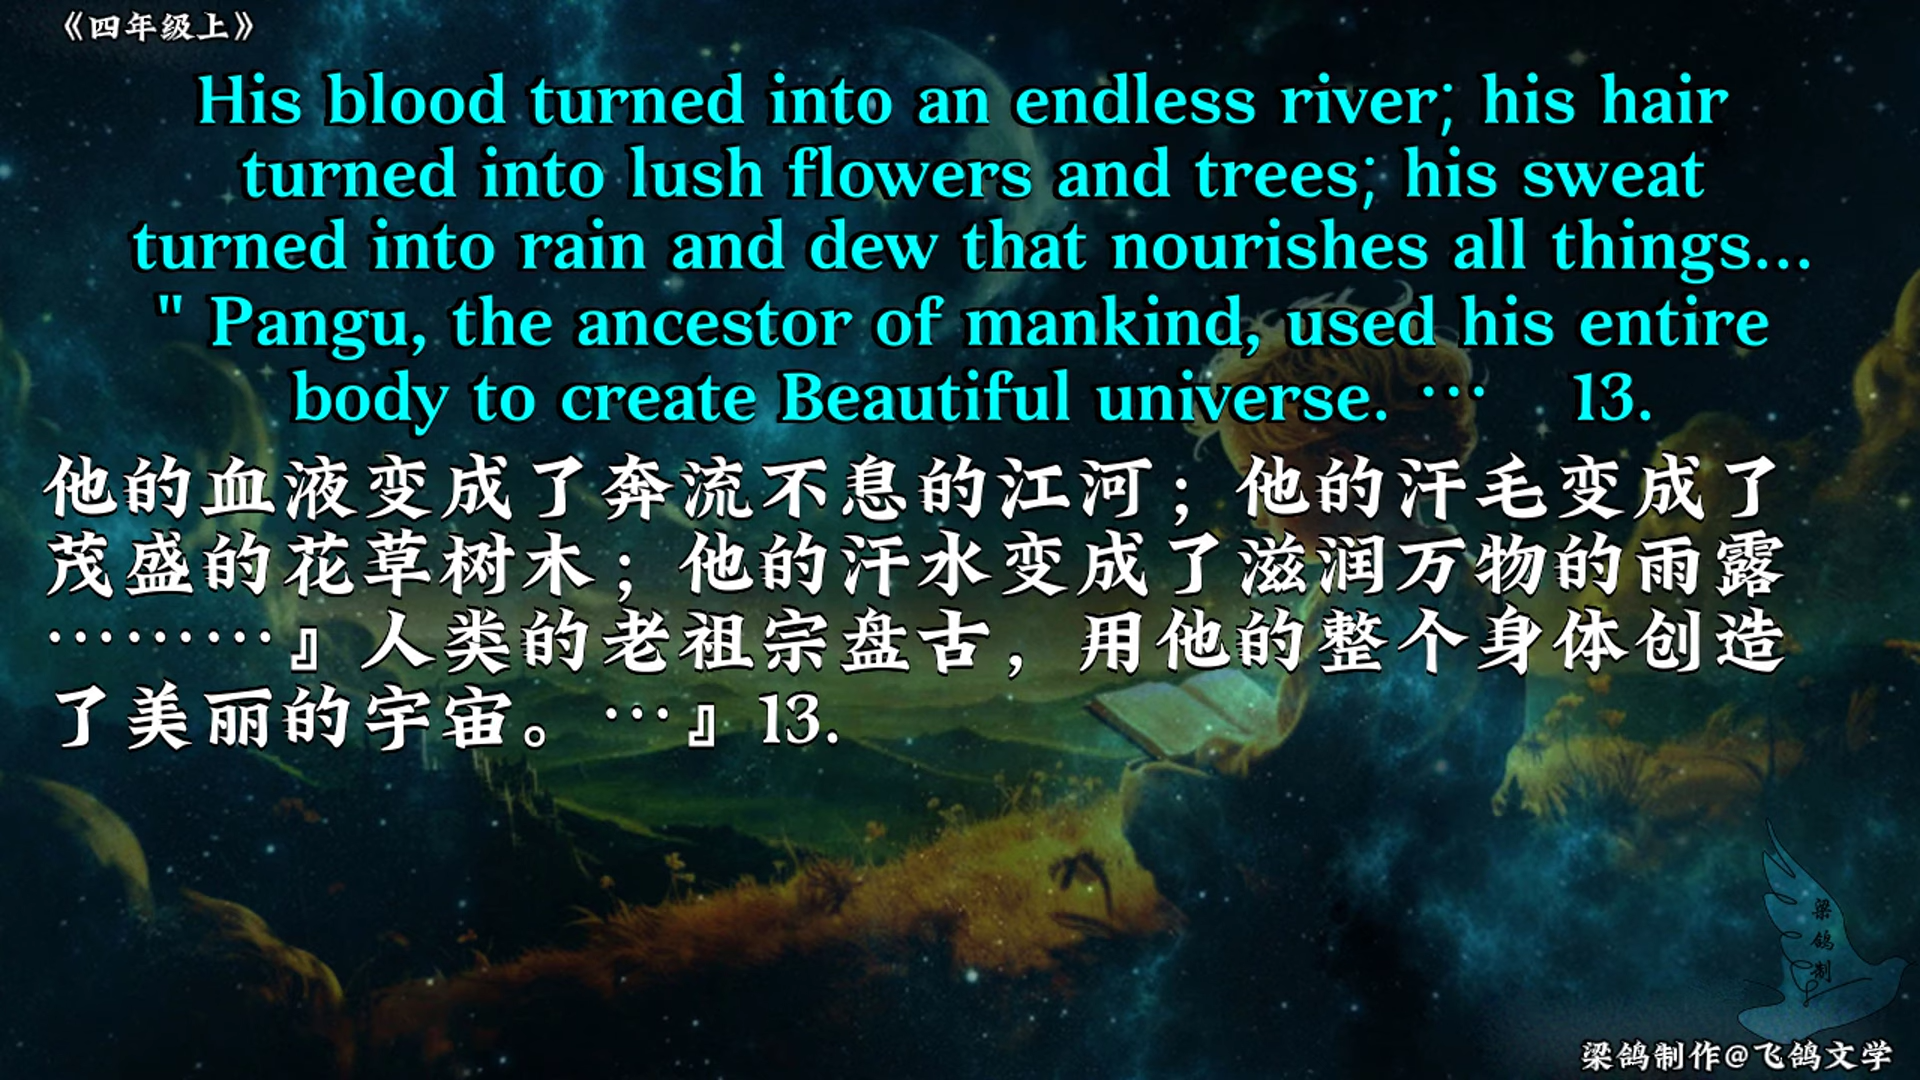 《四年级上》
His blood turned into an endless river; his hair
turned into lush flowers and trees; his sweat
turned into rain and dew that nourishes all things...
" Pangu, the ancestor of mankind, used his entire
body to create Beautiful universe. … 13.
他的血液变成了奔流不息的江河；他的汗毛变成了
茂盛的花草树木；他的汗水变成了滋润万物的雨露
………』人类的老祖宗盘古，用他的整个身体创造
了美丽的宇宙。…』13.
梁鸽制
梁鸽制作@飞鸽文学